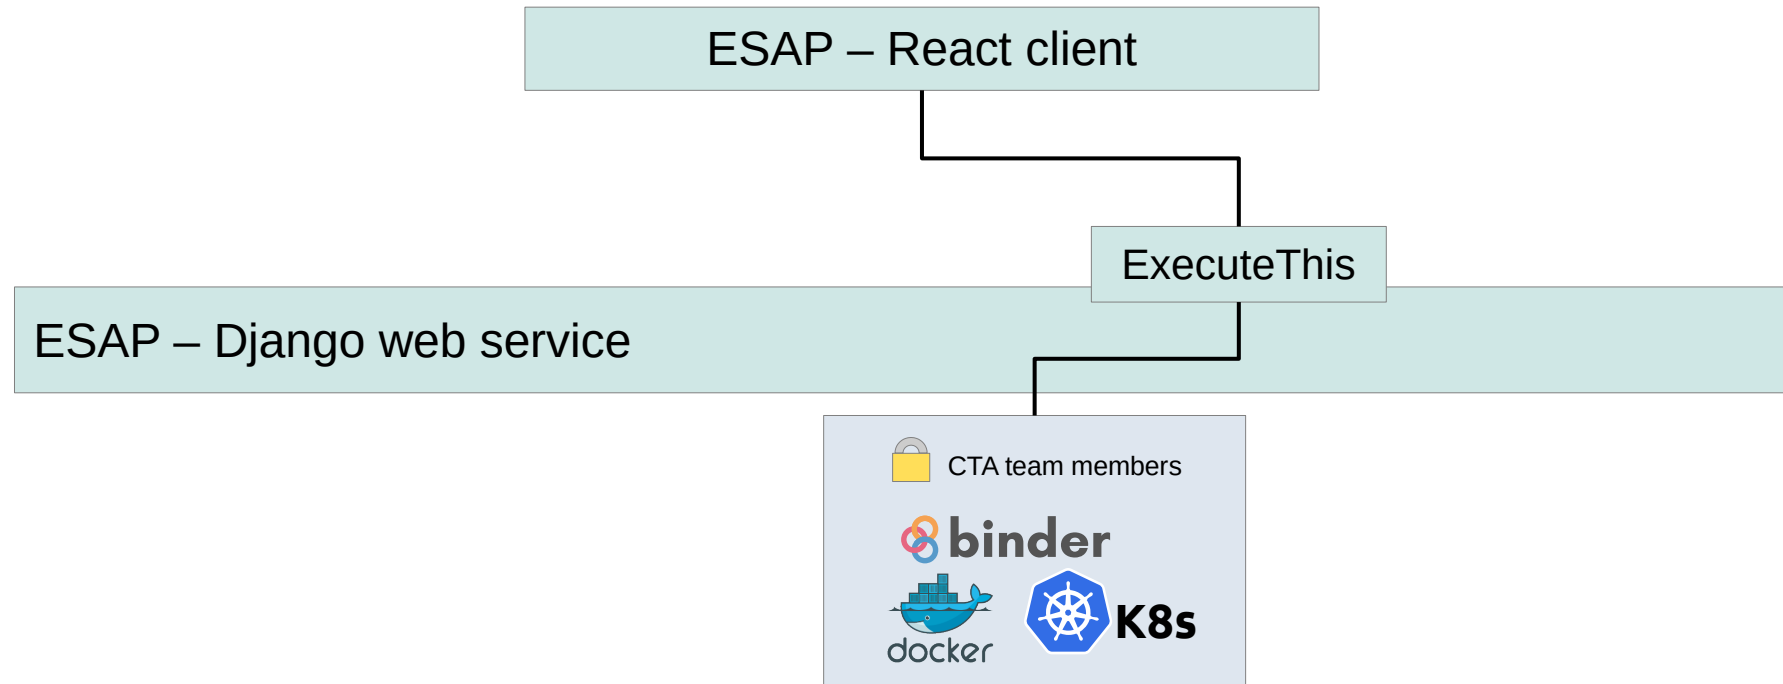 ESAP – React client
ExecuteThis
ESAP – Django web service
CTA team members
binder
docker
K8s